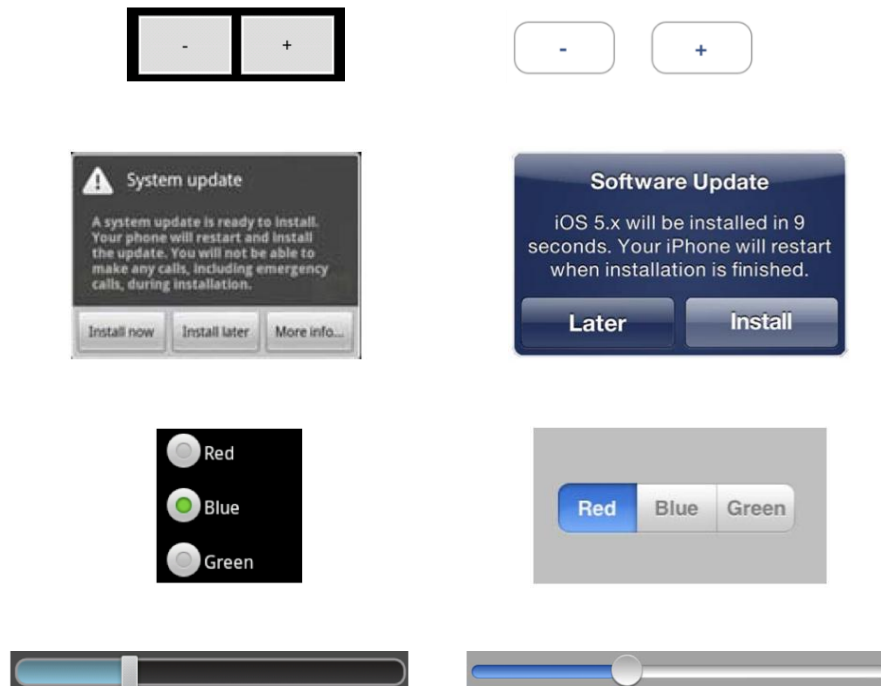 - +
- +
System update
A system update is ready to install.
Your phone will restart and install
the update. You will not be able to
make any calls, including emergency
calls, during installation.
Install now Install later More info...
Software Update
iOS 5.x will be installed in 9
seconds. Your iPhone will restart
when installation is finished.
Later Install
Red
Blue
Green
Red Blue Green